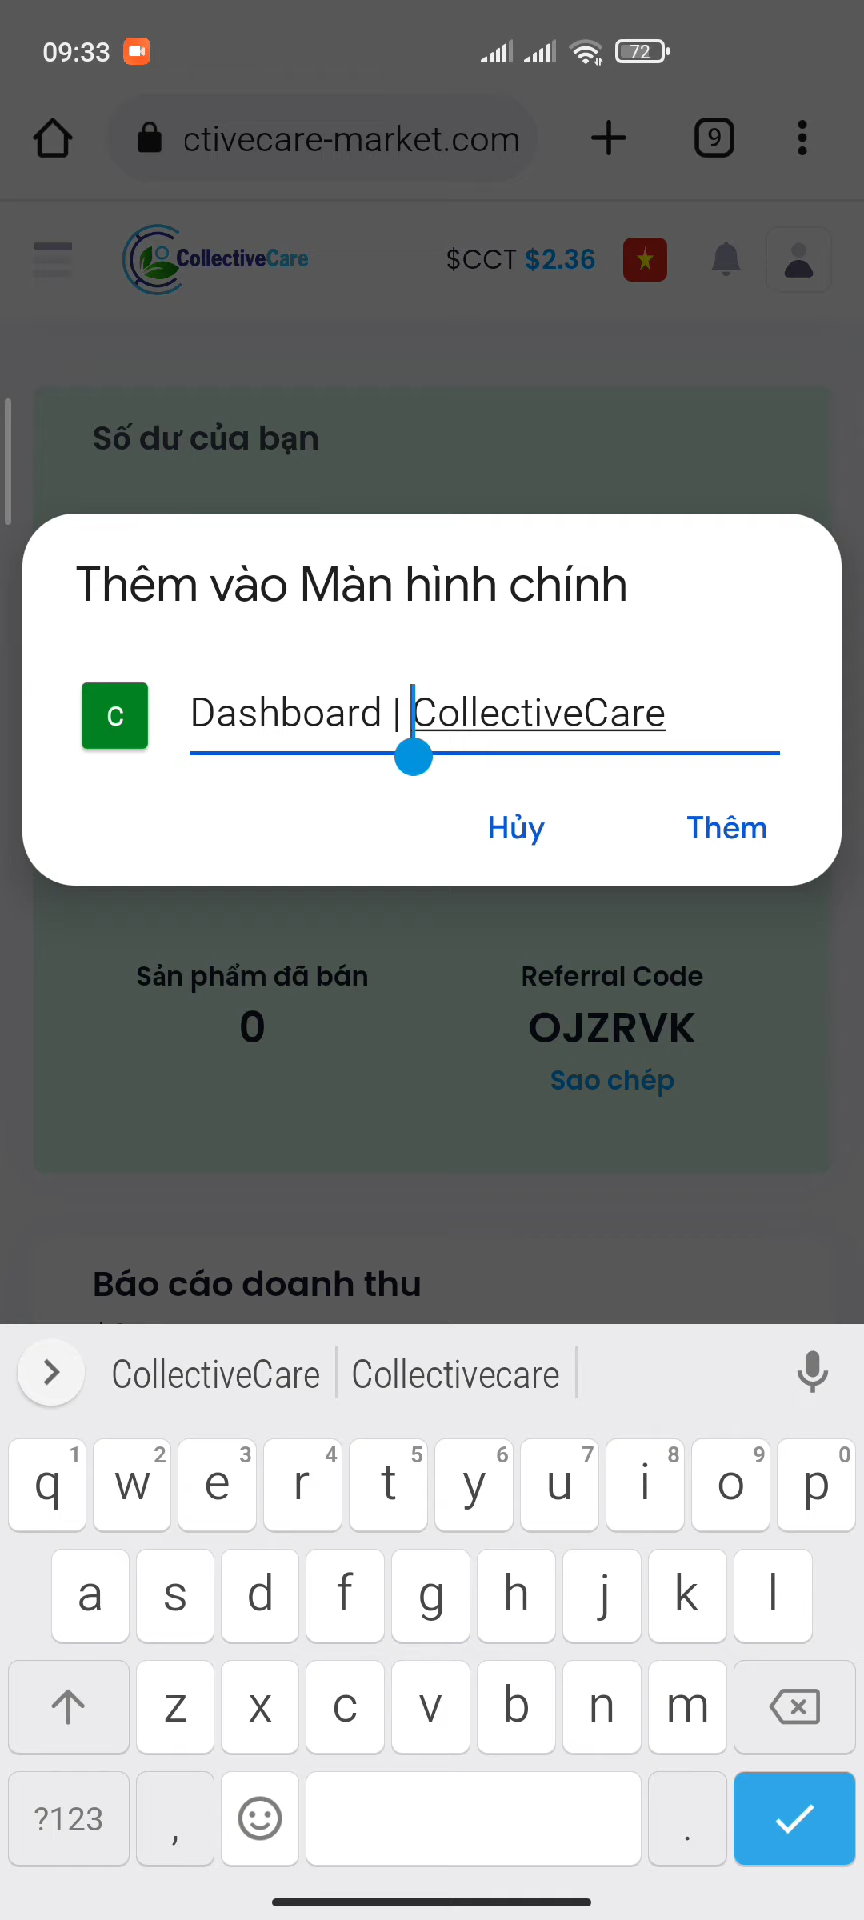 09:33
72
ctivecare-market.com
9
CollectiveCare
$CCT $2.36
Số dư của bạn
Thêm vào Màn hình chính
C
Dashboard | CollectiveCare
Hủy Thêm
Sản phẩm đã bán
0
Referral Code
OJZRVK
Sao chép
Báo cáo doanh thu
CollectiveCare Collectivecare
q 1 w 2 e 3 r 4 t 5 y 6 u 7 i 8 o 9 p 0
a s d f g h j k l
z x c v b n m
?123 , .